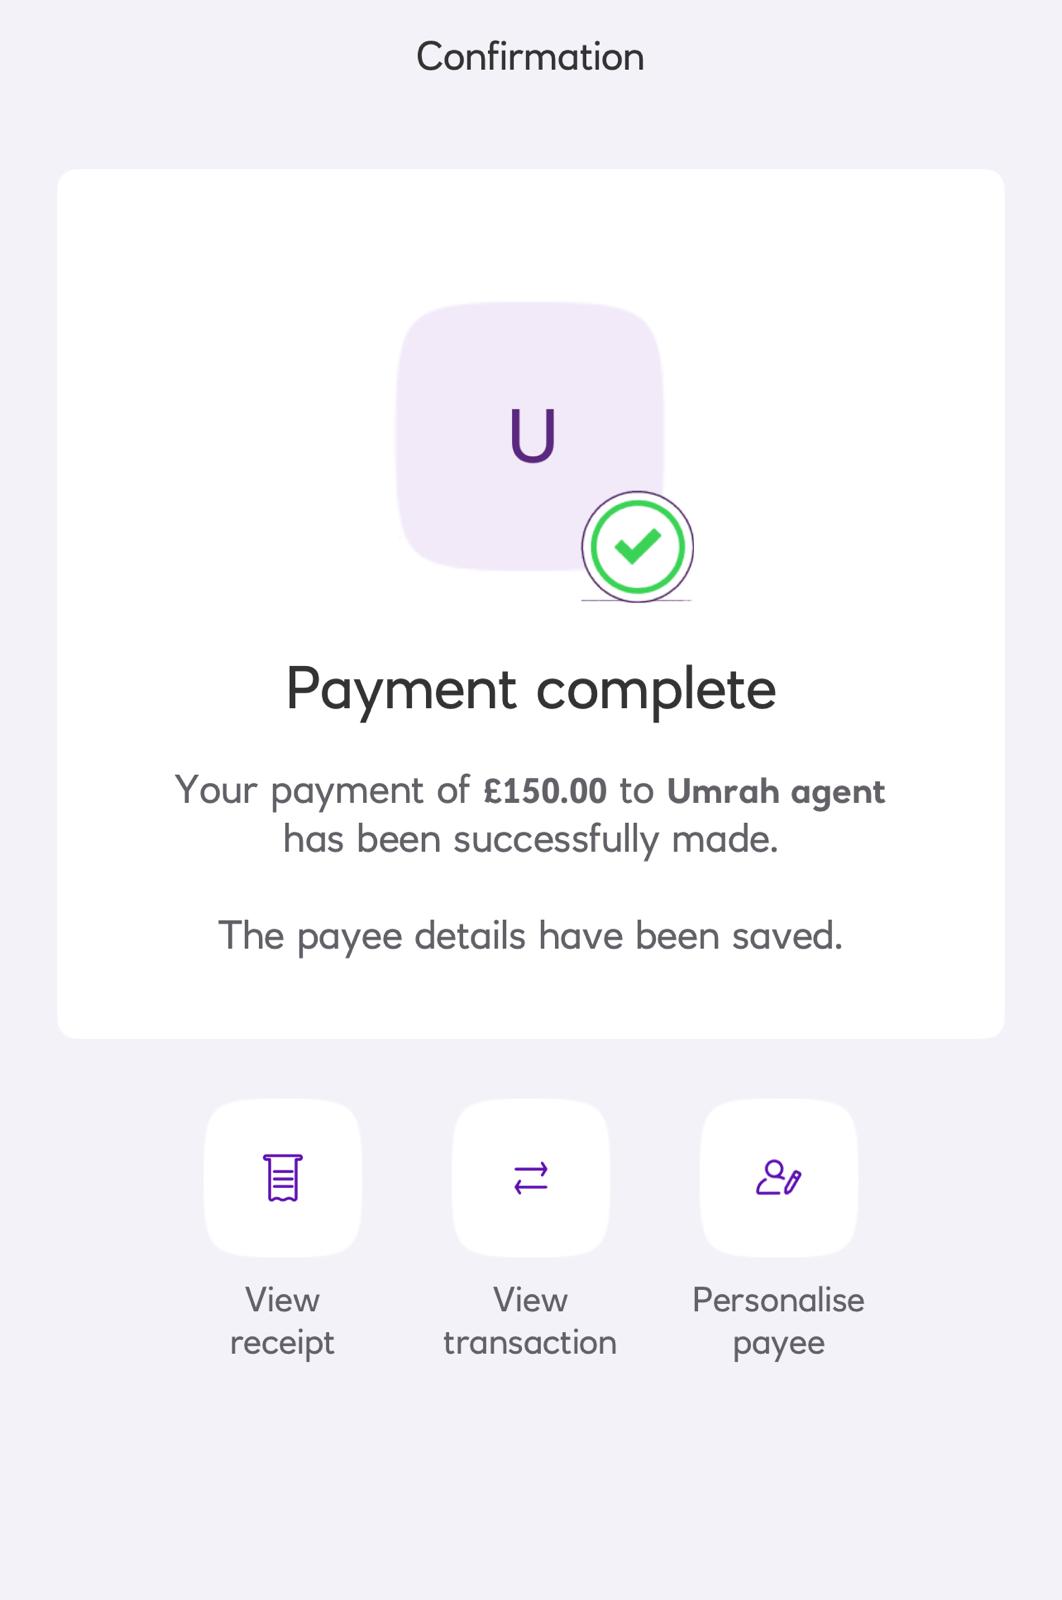 Confirmation
U
Payment complete
Your payment of £150.00 to Umrah agent
has been successfully made.
The payee details have been saved.
View
receipt
View
transaction
Personalise
payee